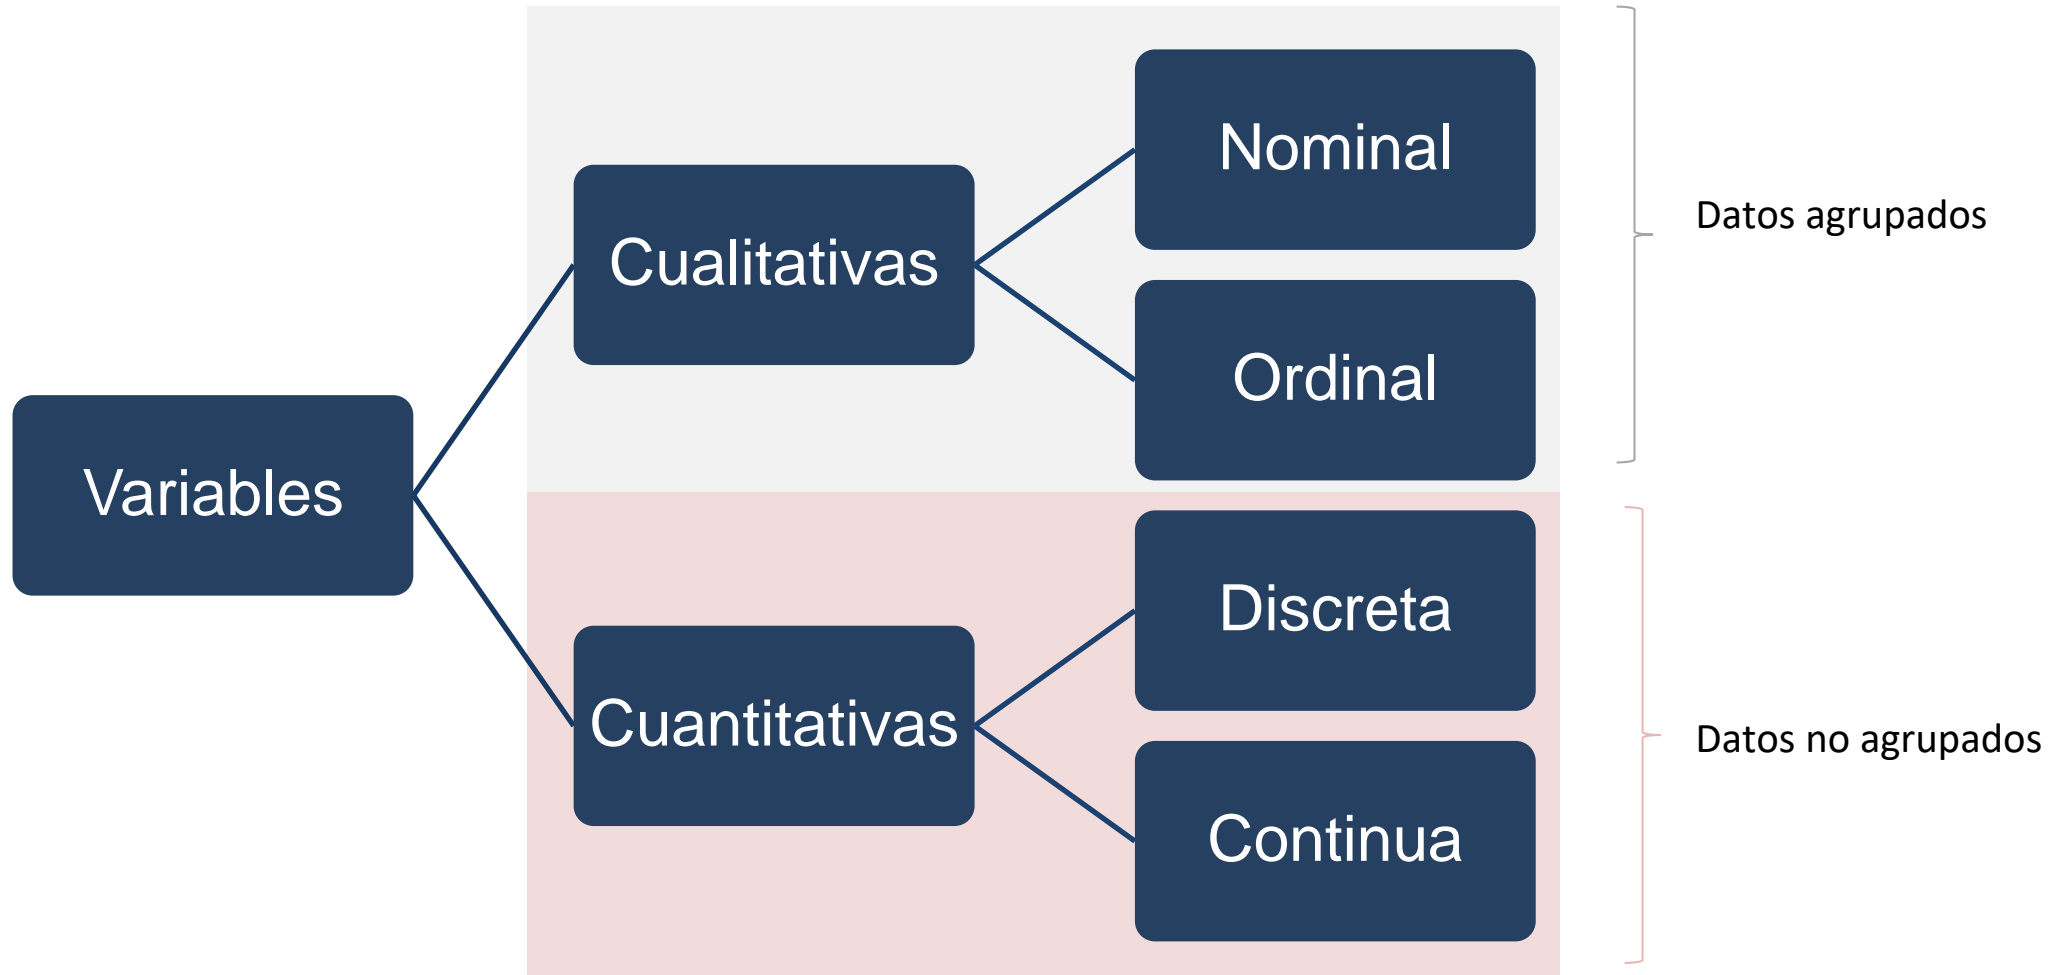 Variables
Cualitativas
Nominal
Ordinal
Datos agrupados
Cuantitativas
Discreta
Continua
Datos no agrupados